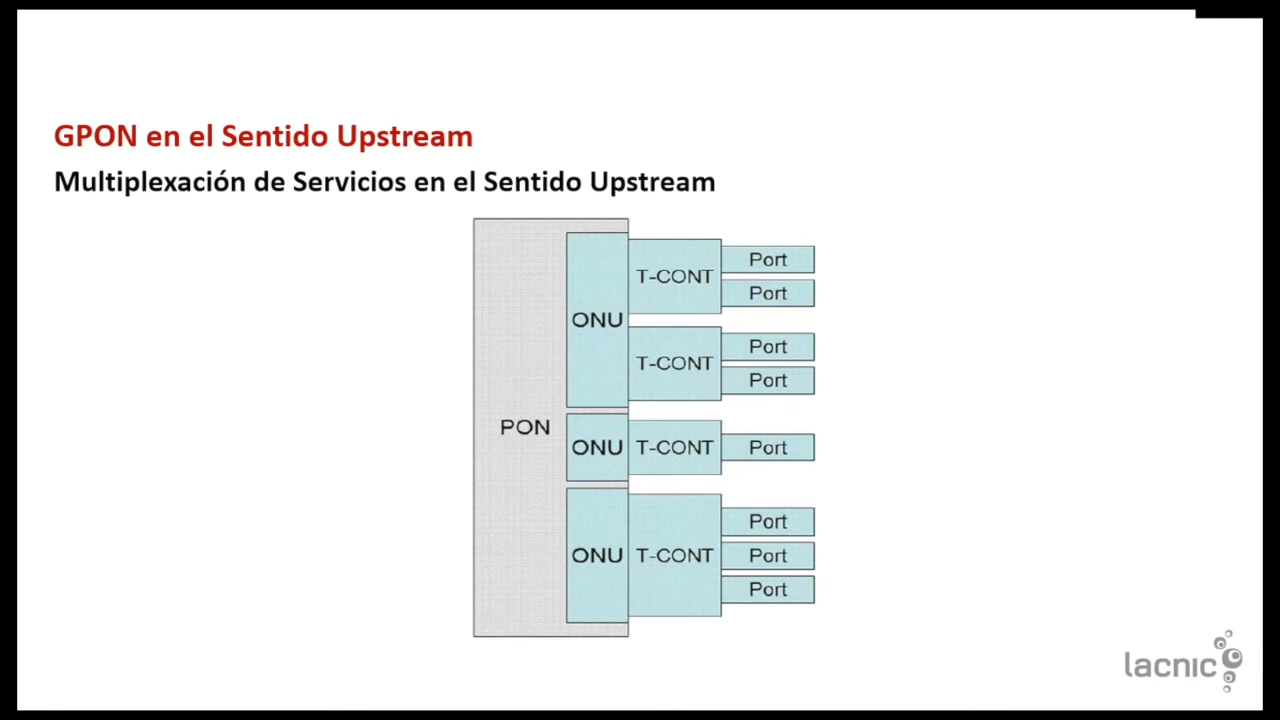 GPON en el Sentido Upstream
Multiplexación de Servicios en el Sentido Upstream
PON
ONU
T-CONT
Port
Port
T-CONT
Port
Port
ONU
T-CONT
Port
ONU
T-CONT
Port
Port
Port
lacnic